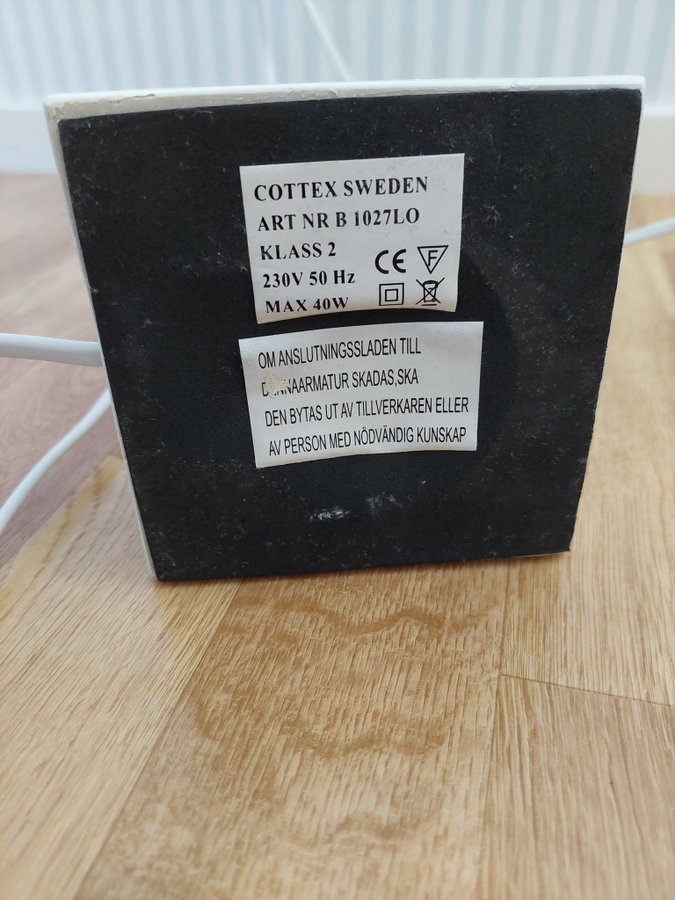 COTTEX SWEDEN
ART NR B 1027LO
KLASS 2
230V 50 Hz
MAX 40W
CE F
OM ANSLUTNINGSSLADEN TILL
SKADAS,SKA
DEN BYTAS UT AV TILLVERKAREN ELLER
AV PERSON MED NÖDVÄNDIG KUNSKAP